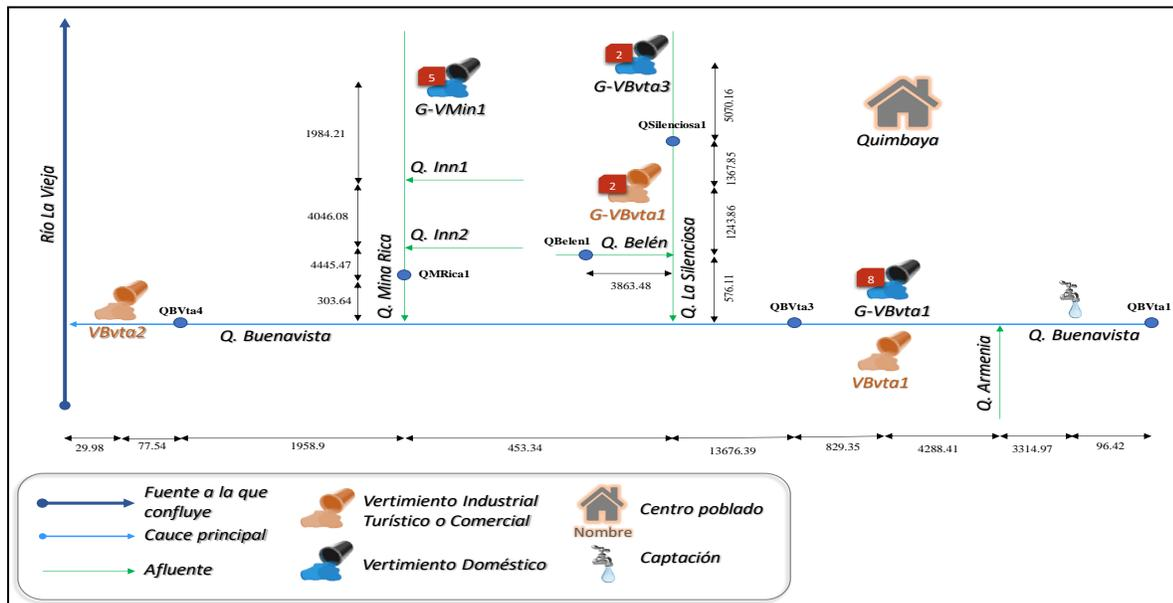 Río La Vieja
5
G-VMin1
2
G-VBvta3
Quimbaya
1984.21
QSilenciosa1
5070.16
1367.85
Q. Inn1
2
G-VBvta1
4046.08
1243.86
Q. Inn2
QBelen1
Q. Belén
4445.47
QMRica1
Q. Mina Rica
3863.48
Q. La Silenciosa
576.11
303.64
8
G-VBvta1
VBvta2
QBVta4
Q. Buenavista
QBVta3
VBvta1
Q. Armenia
Q. Buenavista
QBVta1
29.98
77.54
1958.9
453.34
13676.39
829.35
4288.41
3314.97
96.42
Fuente a la que
confluye
Cauce principal
Afluente
Vertimiento Industrial
Turístico o Comercial
Vertimiento Doméstico
Nombre
Centro poblado
Captación